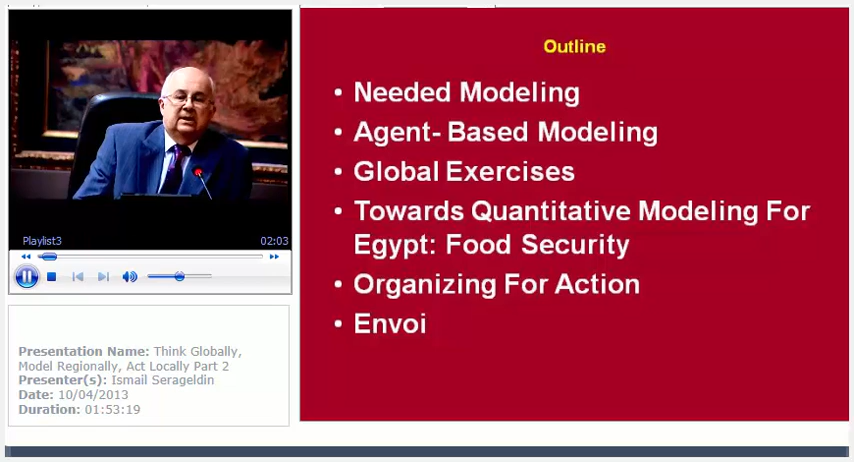 Playlist3 02:03
Presentation Name: Think Globally,
Model Regionally, Act Locally Part 2
Presenter(s): Ismail Serageldin
Date: 10/04/2013
Duration: 01:53:19
Outline
• Needed Modeling
• Agent- Based Modeling
• Global Exercises
• Towards Quantitative Modeling For
Egypt: Food Security
• Organizing For Action
• Envoi